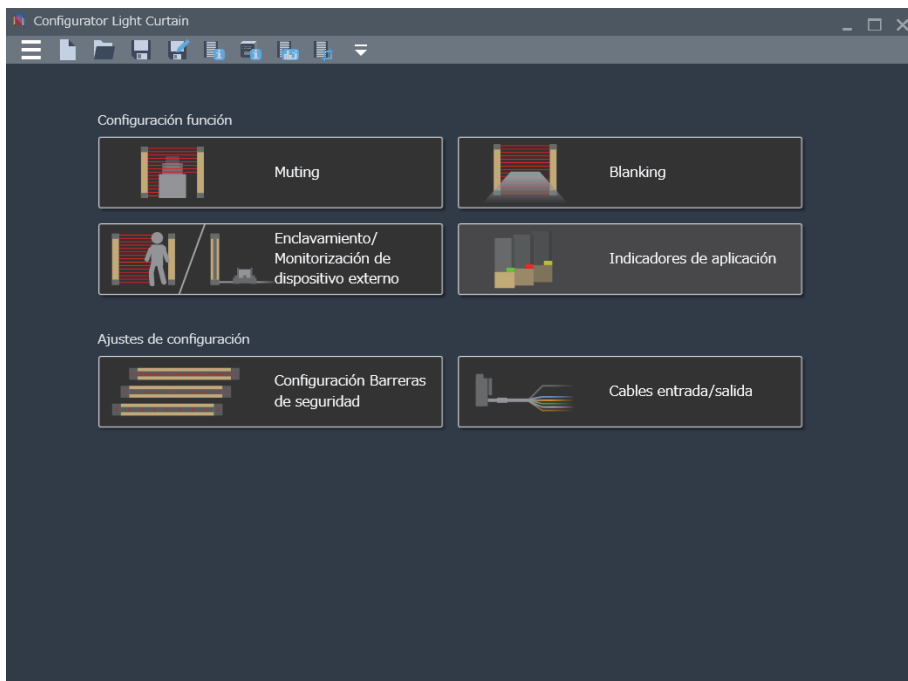 Configurator Light Curtain
Configuración función
Muting
Blanking
Enclavamiento/
Monitorización de
dispositivo externo
Indicadores de aplicación
Ajustes de configuración
Configuración Barreras
de seguridad
Cables entrada/salida